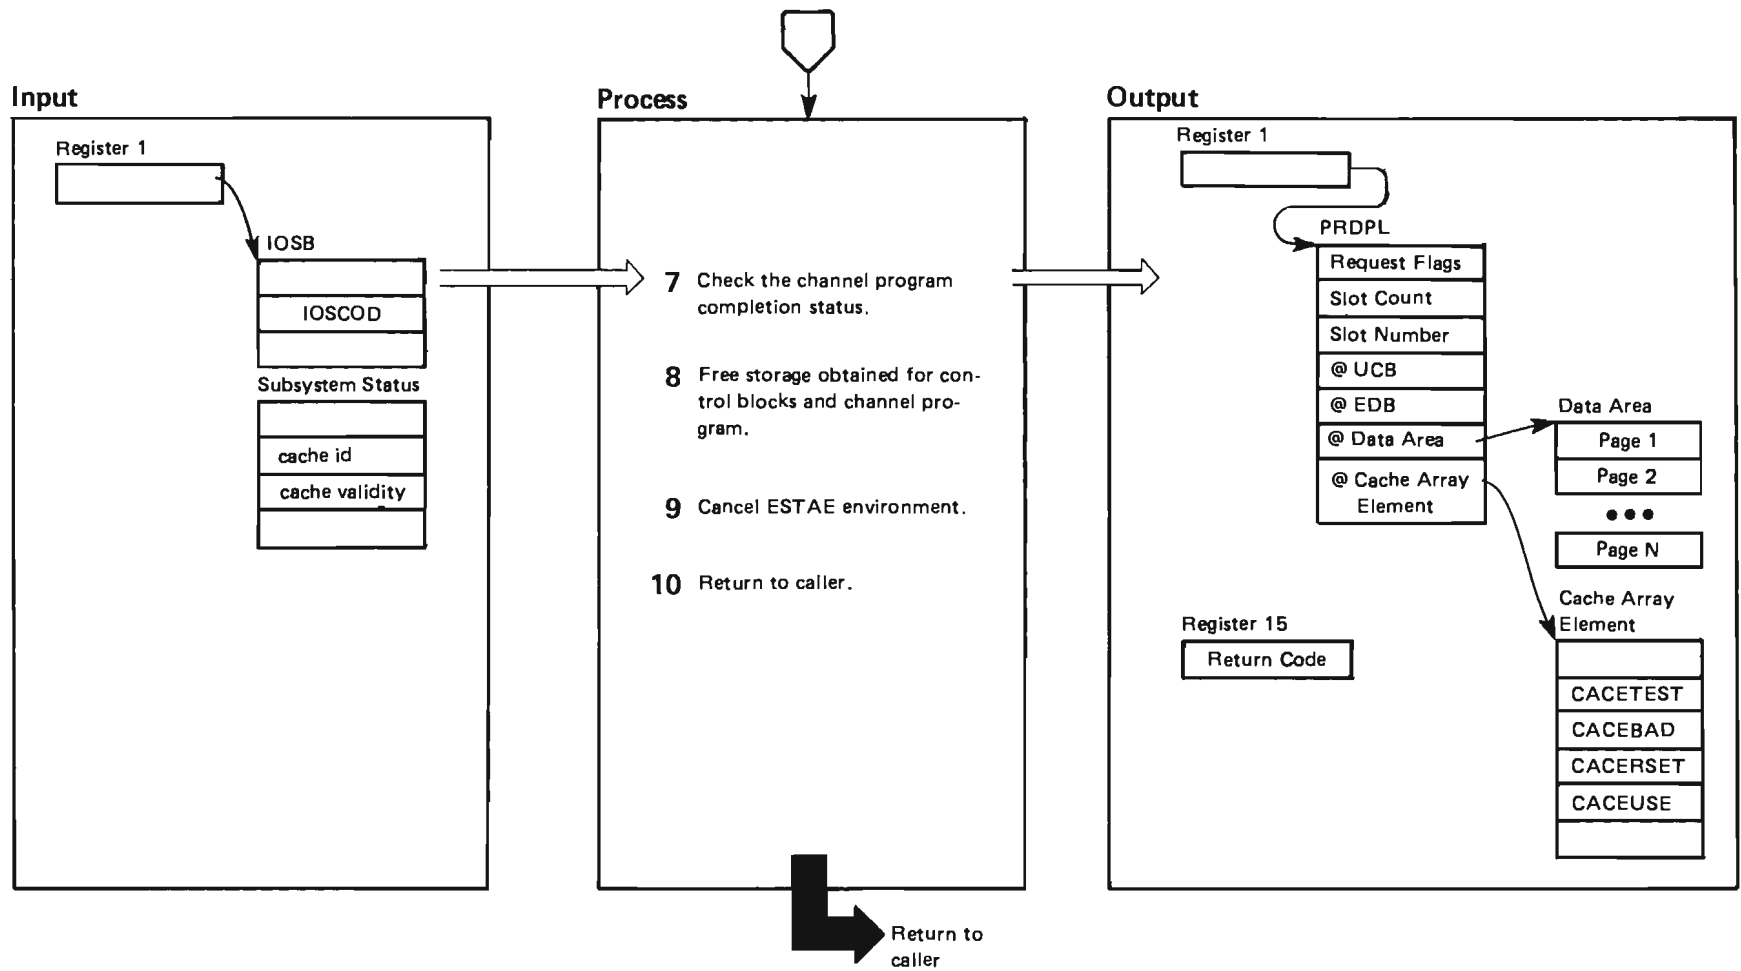 Input
Register 1
IOSB
IOSCOD
Subsystem Status
cache id
cache validity
Process
7 Check the channel program
completion status.
8 Free storage obtained for con-
trol blocks and channel pro-
gram.
9 Cancel ESTAE environment.
10 Return to caller.
Return to
caller
Output
Register 1
PRDPL
Request Flags
Slot Count
Slot Number
@ UCB
@ EDB
@ Data Area
@ Cache Array
Element
Data Area
Page 1
Page 2
•••
Page N
Cache Array
Element
CACETEST
CACEBAD
CACERSET
CACEUSE
Register 15
Return Code